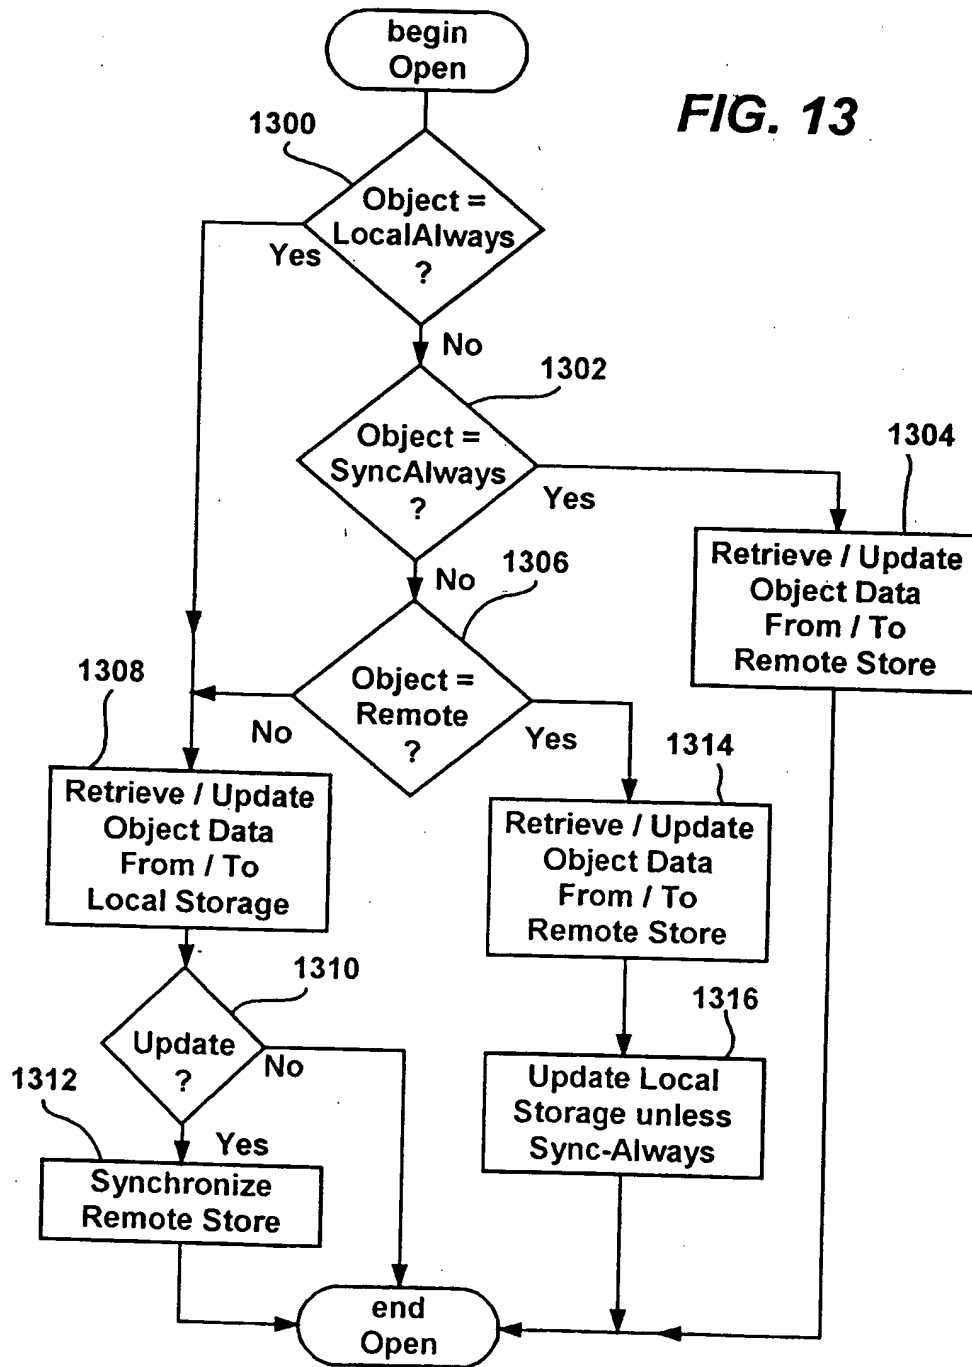 begin
Open
FIG. 13
1300
Object =
LocalAlways
?
Yes
No
1302
Object =
SyncAlways
?
Yes
1304
Retrieve / Update
Object Data
From / To
Remote Store
No
1306
Object =
Remote
?
No
Yes
1308
Retrieve / Update
Object Data
From / To
Local Storage
1314
Retrieve / Update
Object Data
From / To
Remote Store
1310
Update
?
No
1316
Update Local
Storage unless
Sync-Always
1312
Yes
Synchronize
Remote Store
end
Open